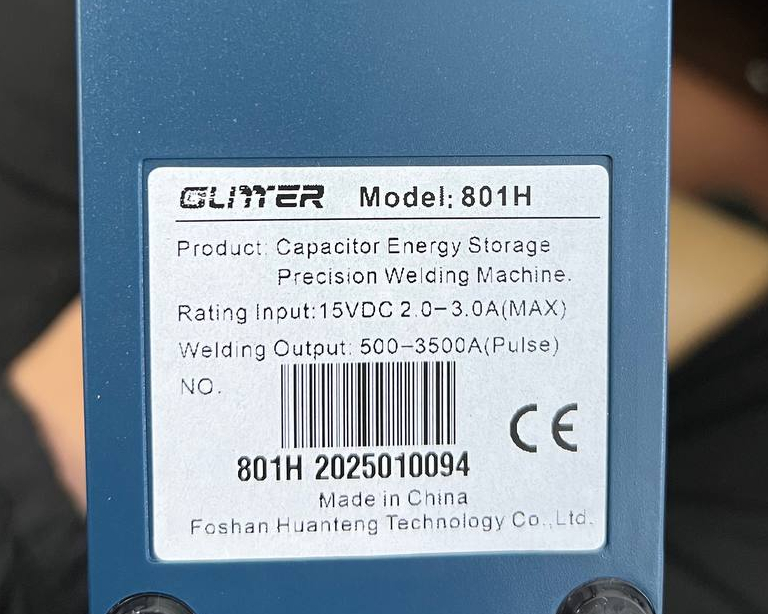 GLITTER Model: 801H
Product: Capacitor Energy Storage
Precision Welding Machine.
Rating Input:15VDC 2.0-3.0A(MAX)
Welding Output: 500-3500A(Pulse)
NO.
CE
801H 2025010094
Made in China
Foshan Huanteng Technology Co.,Ltd.